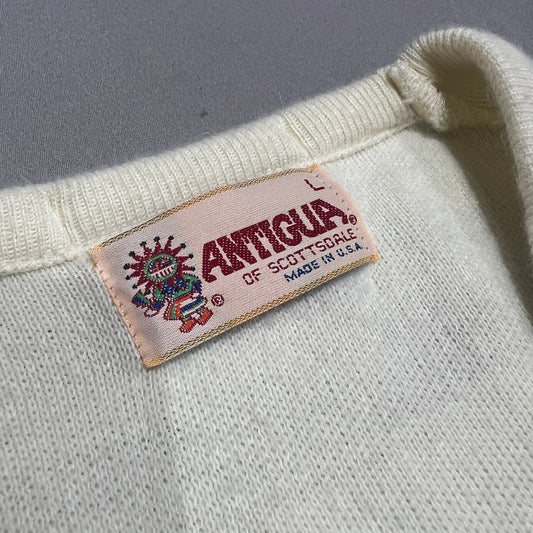 L
ANTIGUA®
OF SCOTTSDALE
MADE IN U.S.A.
®